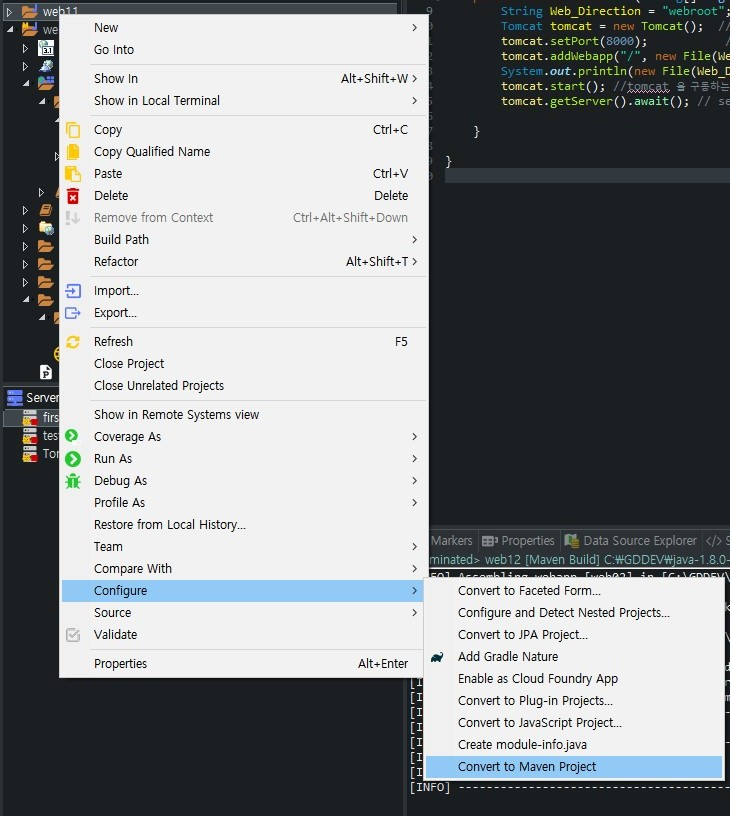 web11
New
Go Into
Show In Alt+Shift+W
Show in Local Terminal
Copy Ctrl+C
Copy Qualified Name
Paste Ctrl+V
Delete Delete
Remove from Context Ctrl+Alt+Shift+Down
Build Path
Refactor Alt+Shift+T
Import...
Export...
Refresh F5
Close Project
Close Unrelated Projects
Show in Remote Systems view
Coverage As
Run As
Debug As
Profile As
Restore from Local History...
Team
Compare With
Configure
Source
Validate
Properties Alt+Enter
Convert to Faceted Form...
Configure and Detect Nested Projects...
Convert to JPA Project...
Add Gradle Nature
Enable as Cloud Foundry App
Convert to Plug-in Projects...
Convert to JavaScript Project...
Create module-info.java
Convert to Maven Project
String Web_Direction = "webroot";
Tomcat tomcat = new Tomcat(); //
tomcat.setPort(8000); //
tomcat.addWebapp("/", new File(We
System.out.println(new File(Web_D
tomcat.start(); //tomcat 을 구동하는
tomcat.getServer().await(); // se
}
}
Server
firs
tes
To
Markers Properties Data Source Explorer
minated> web12 [Maven Build] C:₩GDDEV₩java-1.8.0-
[INFO] ------------------------------